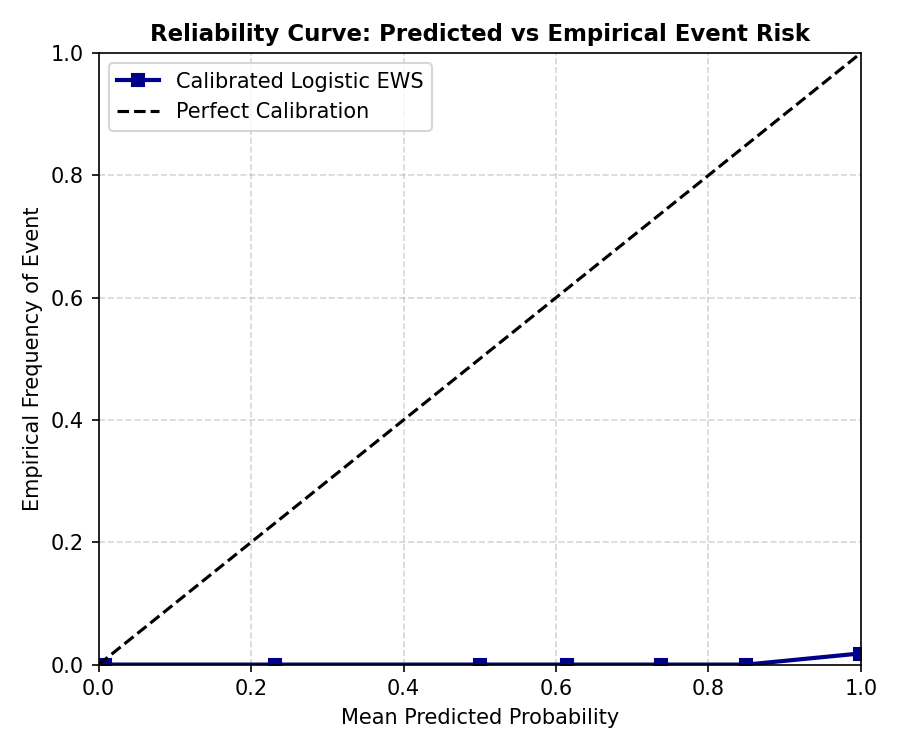 Reliability Curve: Predicted vs Empirical Event Risk
Calibrated Logistic EWS
Perfect Calibration
Empirical Frequency of Event
1.0
0.8
0.6
0.4
0.2
0.0
0.0 0.2 0.4 0.6 0.8 1.0
Mean Predicted Probability